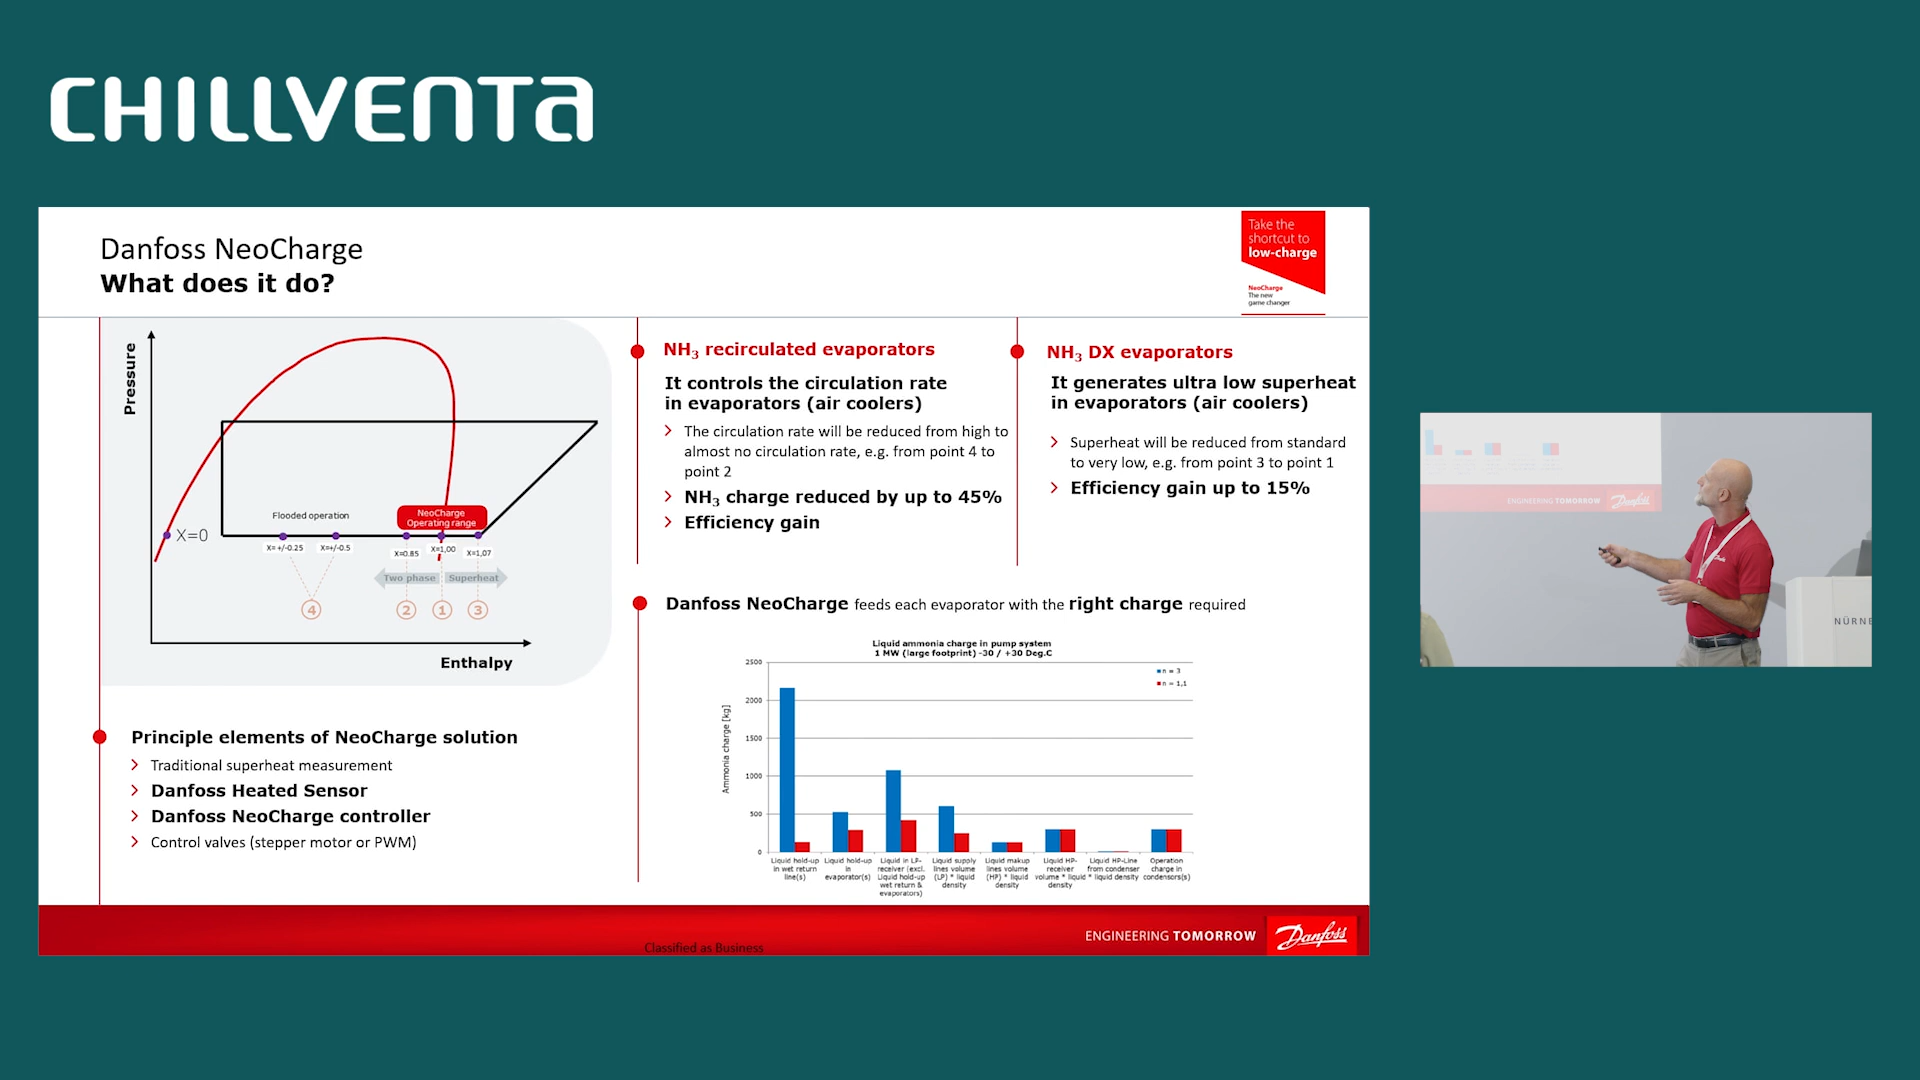 CHILLVENTA
Danfoss NeoCharge
What does it do?
Take the
shortcut to
low-charge
NeoCharge
The new
game changer
Pressure
X=0
Flooded operation
NeoCharge
Operating range
X= +/-0.25
X=+/-0.5
X=0.85
X=1,00
X=1,07
Two phase
Superheat
4
2
1
3
Enthalpy
Principle elements of NeoCharge solution
Traditional superheat measurement
Danfoss Heated Sensor
Danfoss NeoCharge controller
Control valves (stepper motor or PWM)
NH3 recirculated evaporators
It controls the circulation rate
in evaporators (air coolers)
The circulation rate will be reduced from high to
almost no circulation rate, e.g. from point 4 to
point 2
NH3 charge reduced by up to 45%
Efficiency gain
NH3 DX evaporators
It generates ultra low superheat
in evaporators (air coolers)
Superheat will be reduced from standard
to very low, e.g. from point 3 to point 1
Efficiency gain up to 15%
Danfoss NeoCharge feeds each evaporator with the right charge required
Liquid ammonia charge in pump system
1 MW (large footprint) -30 / +30 Deg.C
Ammonia charge [kg]
2500
2000
1500
1000
500
0
n = 3
n = 1,1
Liquid hold-up
in wet return
line(s)
Liquid hold-up
in
evaporator(s)
Liquid in LP-
receiver (excl.
Liquid hold-up
wet return &
evaporators)
Liquid supply
lines volume
(LP) * liquid
density
Liquid makup
lines volume
(HP) * liquid
density
Liquid HP-
receiver
volume * liquid
density
Liquid HP-Line
from condenser
* liquid density
Operation
charge in
condensors(s)
Classified as Business
ENGINEERING TOMORROW
Danfoss
ENGINEERING TOMORROW
Danfoss
NÜRNE